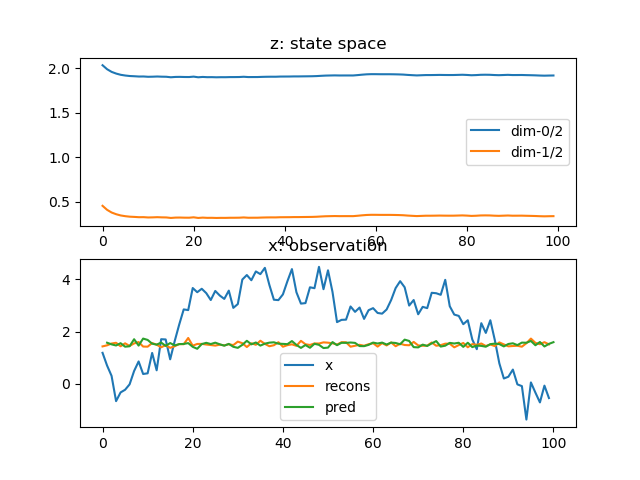 z: state space
2.0
1.5
1.0
0.5
dim-0/2
dim-1/2
0 20 40 60 80 100
x: observation
4
2
0
x
recons
pred
0 20 40 60 80 100